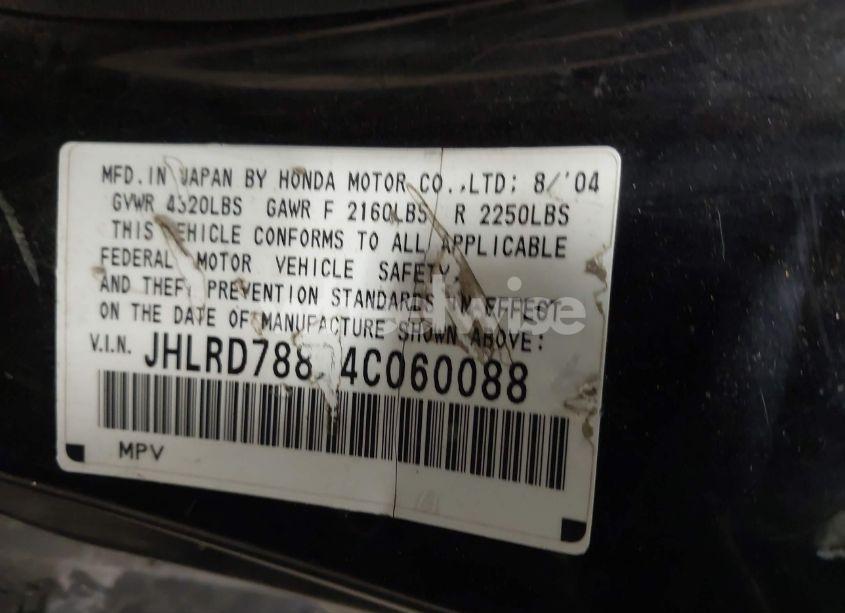 MFD.IN JAPAN BY HONDA MOTOR CO.,LTD: 8/'04
GVWR 4320LBS GAWR F 2160LBS R 2250LBS
THIS VEHICLE CONFORMS TO ALL APPLICABLE
FEDERAL MOTOR VEHICLE SAFETY,
AND THEFT PREVENTION STANDARDS IN EFFECT
ON THE DATE OF MANUFACTURE SHOWN ABOVE:
V.I.N. JHLRD788 4C060088
MPV